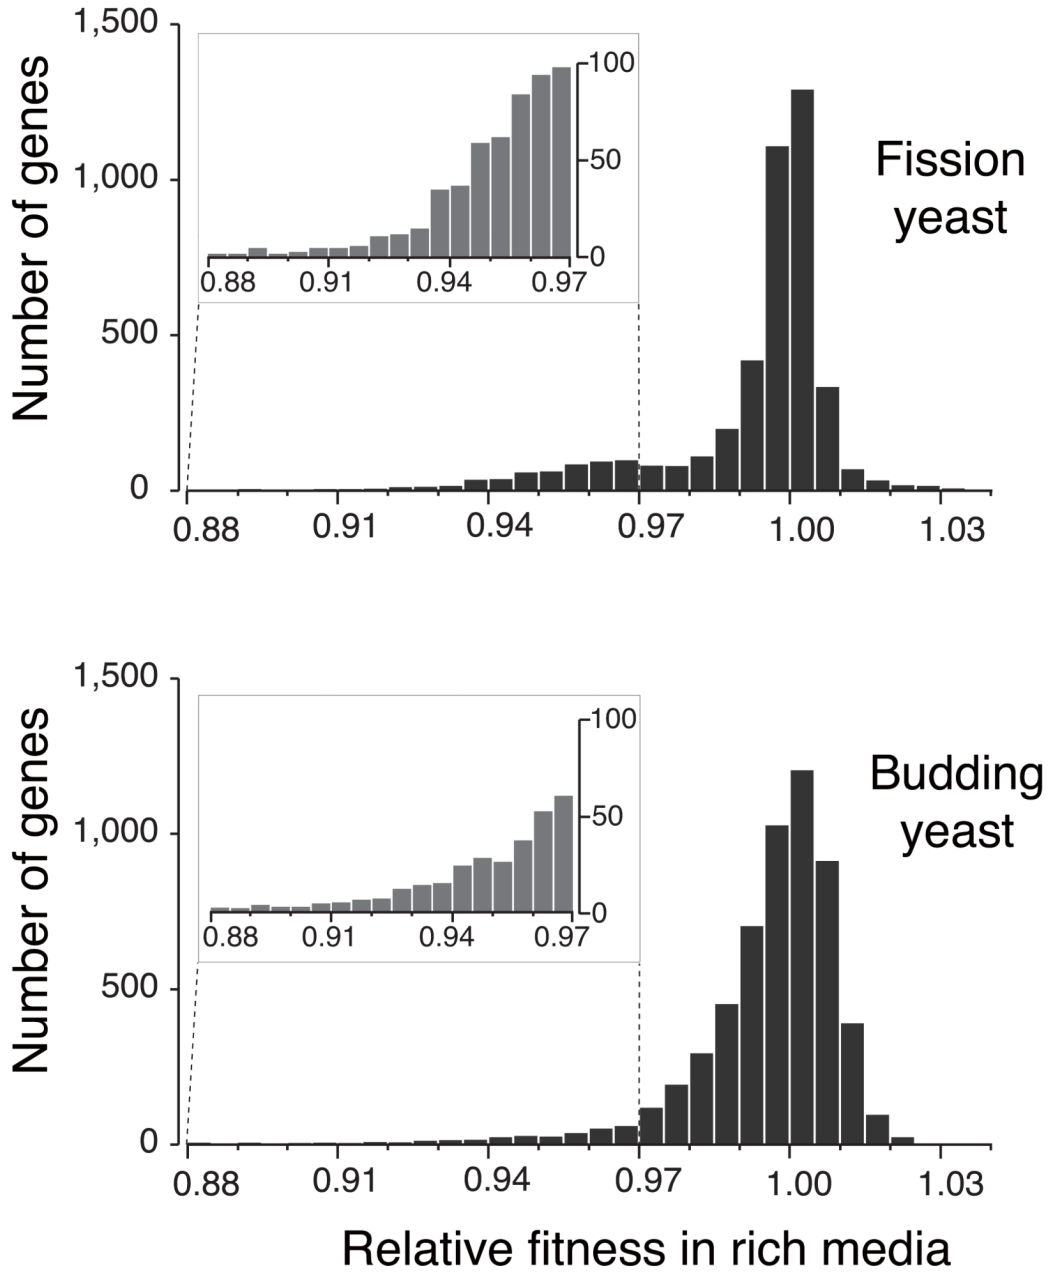 1,500
1,000
500
0
Number of genes
100
50
0
0.88 0.91 0.94 0.97
Fission
yeast
0.88 0.91 0.94 0.97 1.00 1.03
1,500
1,000
500
0
Number of genes
100
50
0
0.88 0.91 0.94 0.97
Budding
yeast
0.88 0.91 0.94 0.97 1.00 1.03
Relative fitness in rich media